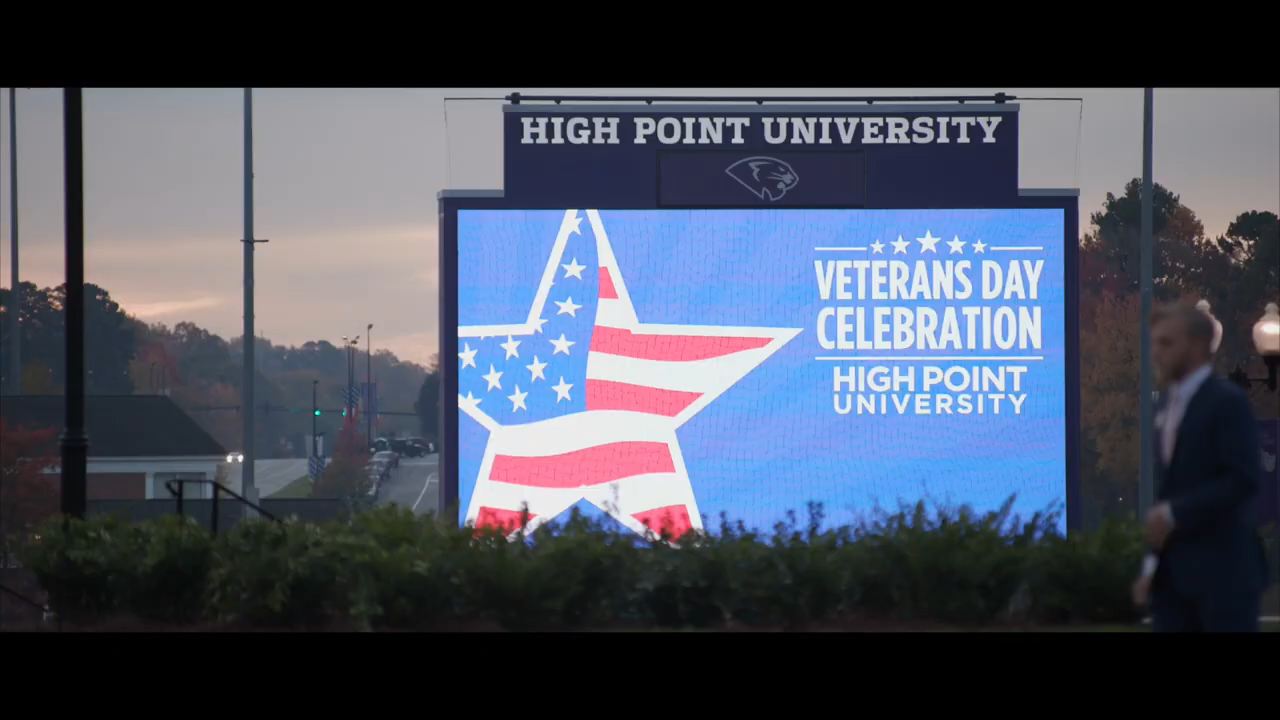 HIGH POINT UNIVERSITY
VETERANS DAY
CELEBRATION
HIGH POINT
UNIVERSITY